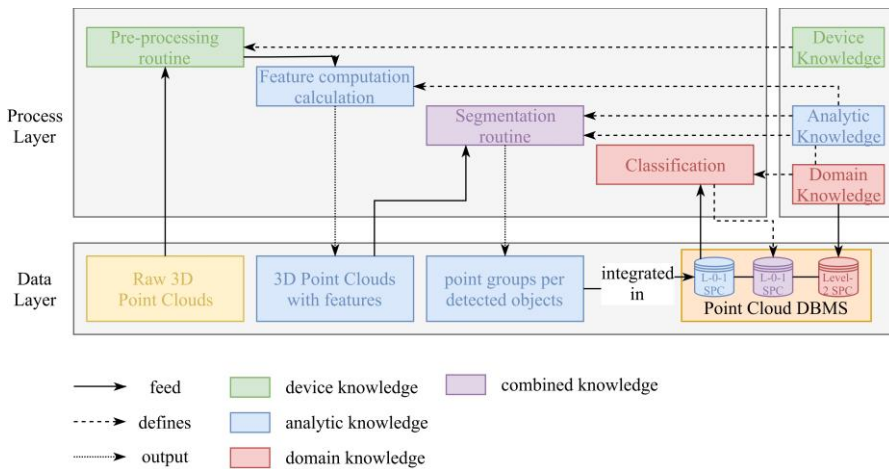 Pre-processing
routine
Device
Knowledge
Feature computation
calculation
Process
Layer
Segmentation
routine
Analytic
Knowledge
Classification
Domain
Knowledge
Data
Layer
Raw 3D
Point Clouds
3D Point Clouds
with features
point groups per
detected objects
integrated
in
L-0-1
SPC
L-0-1
SPC
Level-
2 SPC
Point Cloud DBMS
feed
device knowledge
combined knowledge
defines
analytic knowledge
output
domain knowledge